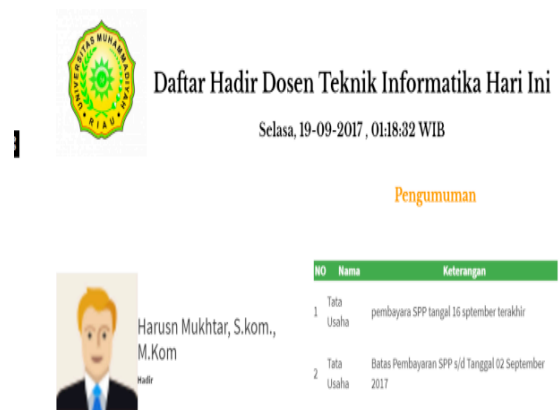 UNIVERSITAS MUHAMMADIYAH
RIAU
Daftar Hadir Dosen Teknik Informatika Hari Ini
Selasa, 19-09-2017 , 01:18:32 WIB
Pengumuman
Harusn Mukhtar, S.kom.,
M.Kom
Hadir
NO Nama Keterangan
1 Tata Usaha pembayara SPP tangal 16 sptember terakhir
2 Tata Usaha Batas Pembayaran SPP s/d Tanggal 02 September
2017